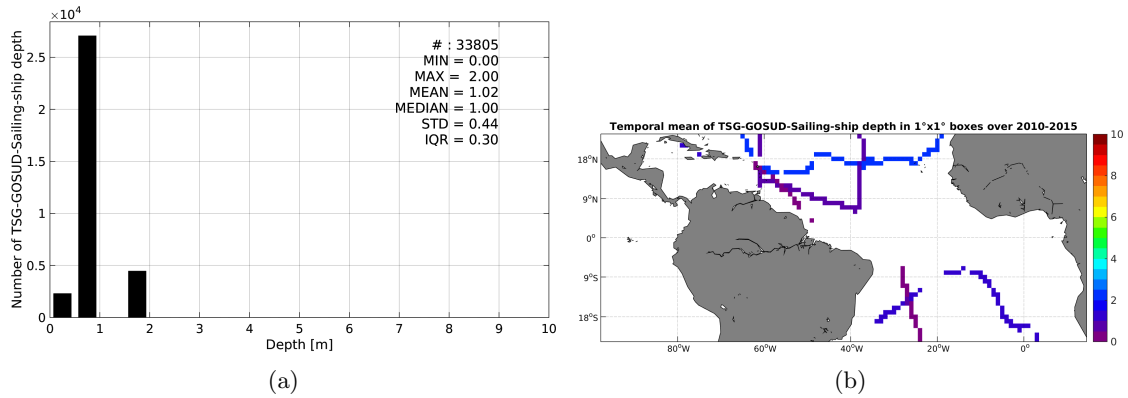 ×10⁴
Number of TSG-GOSUD-Sailing-ship depth
2.5
2
1.5
1
0.5
0
# : 33805
MIN = 0.00
MAX = 2.00
MEAN = 1.02
MEDIAN = 1.00
STD = 0.44
IQR = 0.30
0 1 2 3 4 5 6 7 8 9 10
Depth [m]
(a)
Temporal mean of TSG-GOSUD-Sailing-ship depth in 1°x1° boxes over 2010-2015
18°N
9°N
0°
9°S
18°S
80°W 60°W 40°W 20°W 0°
10
8
6
4
2
0
(b)